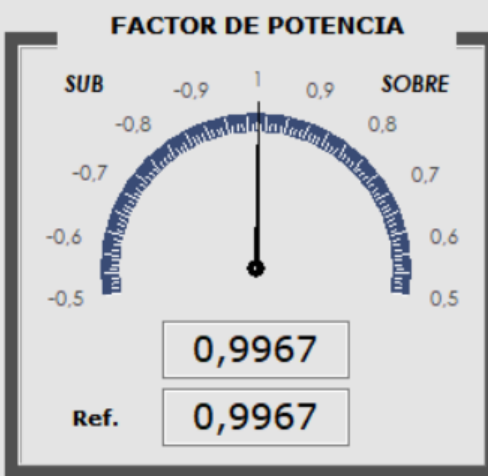 FACTOR DE POTENCIA
SUB -0,9 1 0,9 SOBRE
-0,8 0,8
-0,7 0,7
-0,6 0,6
-0,5 0,5
0,9967
Ref. 0,9967